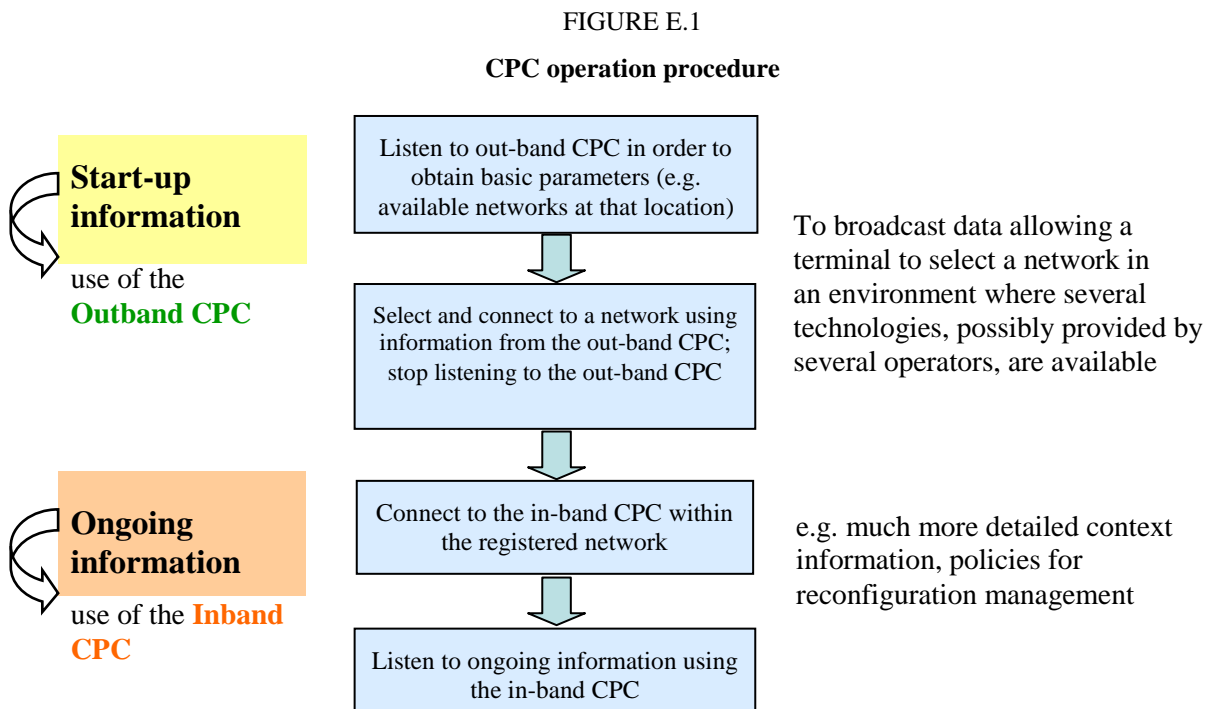 FIGURE E.1
CPC operation procedure
Start-up
information
use of the
Outband CPC
Listen to out-band CPC in order to
obtain basic parameters (e.g.
available networks at that location)
Select and connect to a network using
information from the out-band CPC;
stop listening to the out-band CPC
To broadcast data allowing a
terminal to select a network in
an environment where several
technologies, possibly provided by
several operators, are available
Ongoing
information
use of the Inband
CPC
Connect to the in-band CPC within
the registered network
Listen to ongoing information using
the in-band CPC
e.g. much more detailed context
information, policies for
reconfiguration management